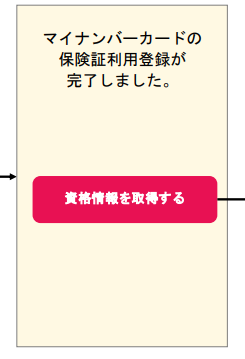 マイナンバーカードの
保険証利用登録が
完了しました。
資格情報を取得する